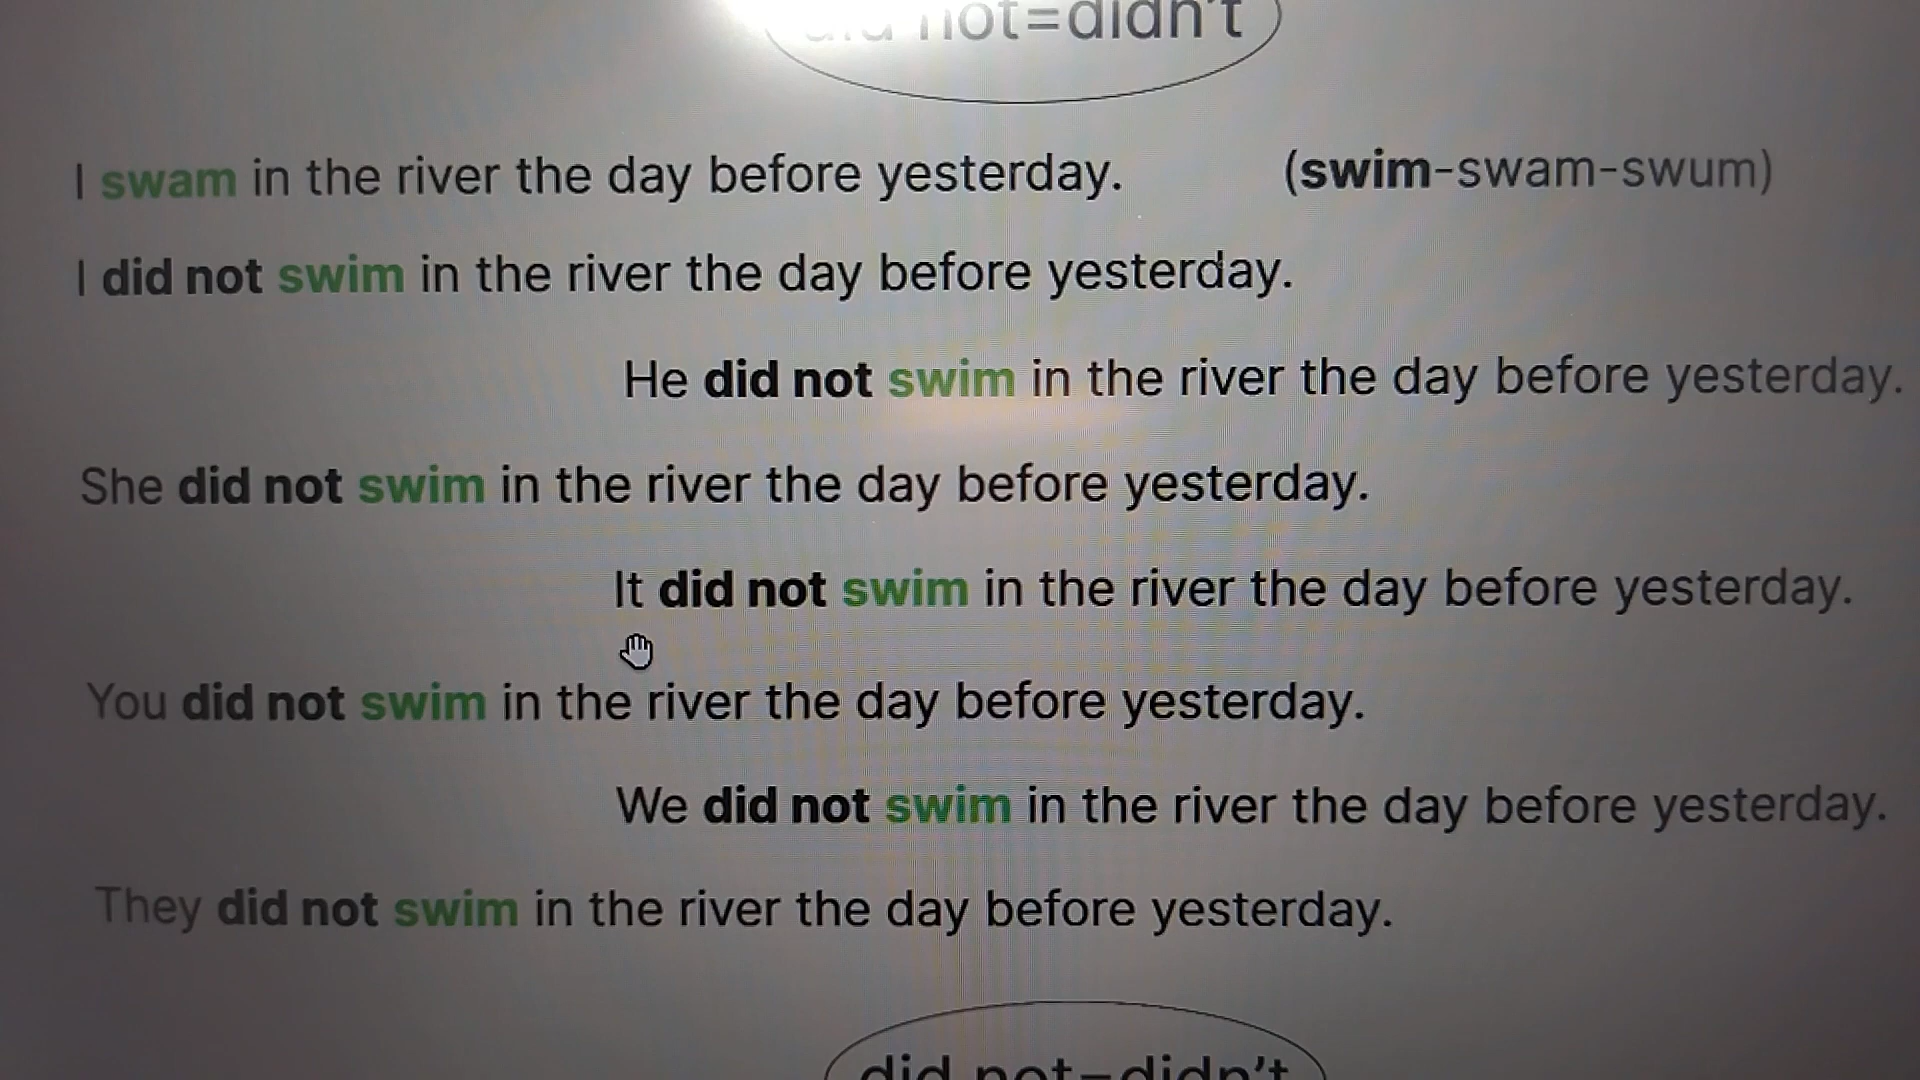 did not=didn't
I swam in the river the day before yesterday. (swim-swam-swum)
I did not swim in the river the day before yesterday.
He did not swim in the river the day before yesterday.
She did not swim in the river the day before yesterday.
It did not swim in the river the day before yesterday.
You did not swim in the river the day before yesterday.
We did not swim in the river the day before yesterday.
They did not swim in the river the day before yesterday.
did not=didn't